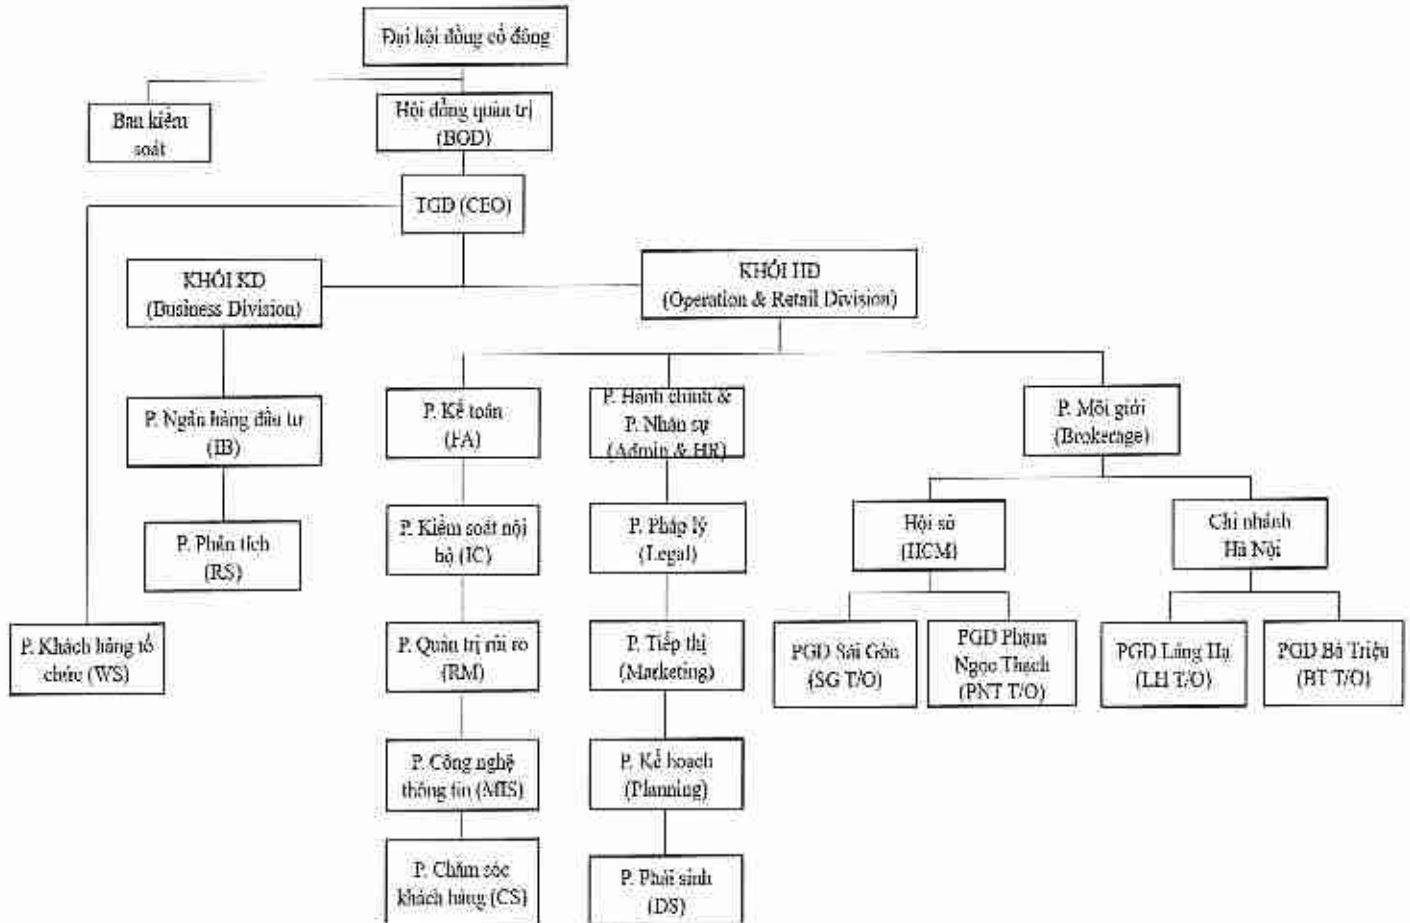 Đại hội đồng cổ đông
Ban kiểm
soát
Hội đồng quản trị
(BGD)
TGD (CEO)
KHỐI KD
(Business Division)
KHỐI HĐ
(Operation & Retail Division)
P. Ngân hàng đầu tư
(IB)
P. Kế toán
(FA)
P. Hành chính &
P. Nhân sự
(Admin & HR)
P. Môi giới
(Brokerage)
P. Phân tích
(RS)
P. Kiểm soát nội
bộ (IC)
P. Pháp lý
(Legal)
Hội sở
(HCM)
Chi nhánh
Hà Nội
P. Khách hàng tổ
chức (WS)
P. Quản trị rủi ro
(RM)
P. Tiếp thị
(Marketing)
PGD Sài Gòn
(SG T/O)
PGD Phạm
Ngọc Thạch
(PNT T/O)
PGD Láng Hạ
(LH T/O)
PGD Bà Triệu
(BT T/O)
P. Công nghệ
thông tin (MIS)
P. Kế hoạch
(Planning)
P. Chăm sóc
khách hàng (CS)
P. Phái sinh
(DS)